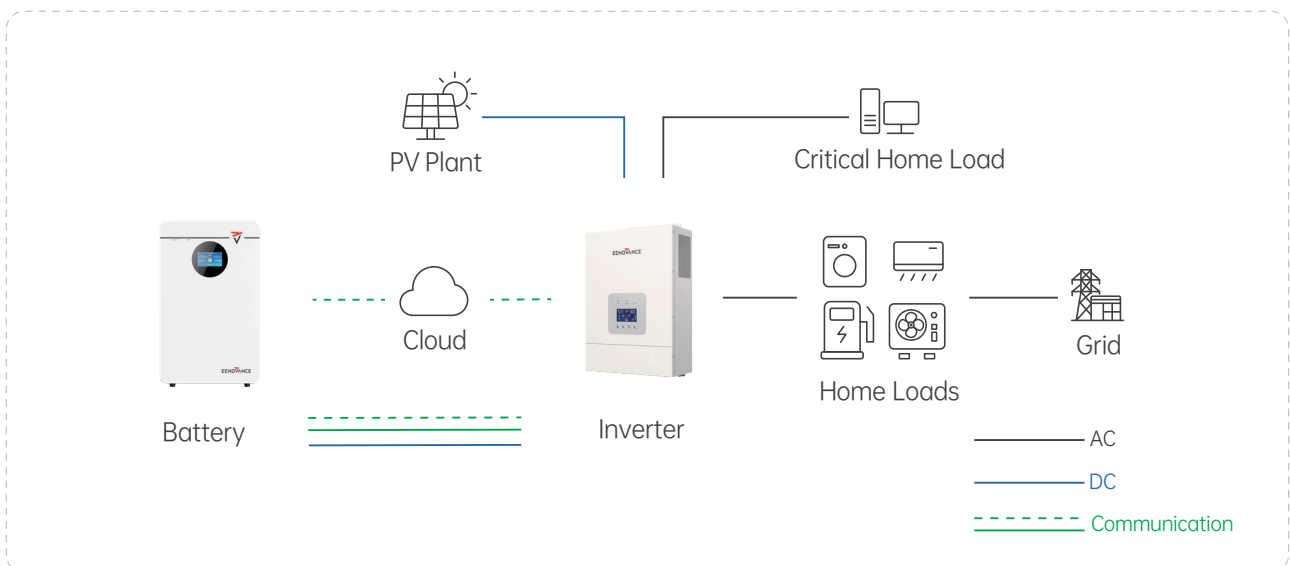 PV Plant
Critical Home Load
EENOVANCE
Cloud
EENOVANCE
Battery
Inverter
Home Loads
Grid
AC
DC
Communication